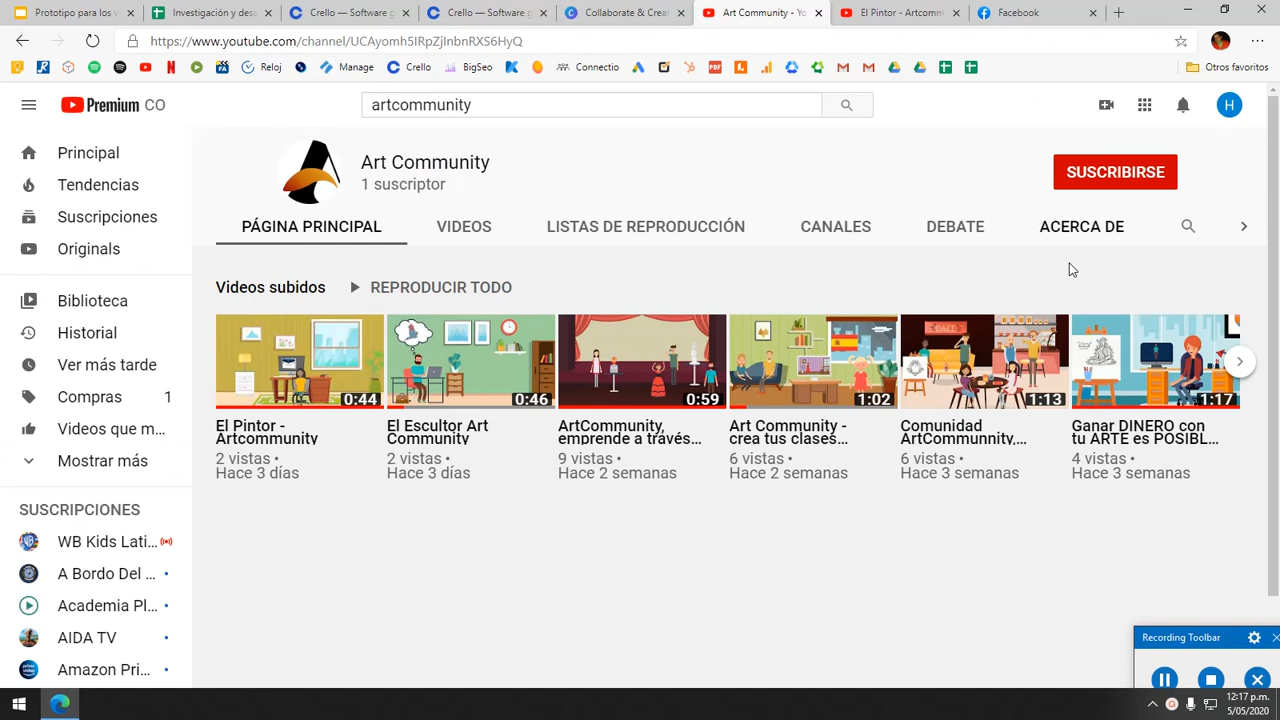 Prototipo para los v
Investigación y desa
Crello — Software g
Crello — Software g
Collaborate & Creat
Art Community - Yo
El Pintor - Artcomm
Facebook
https://www.youtube.com/channel/UCAyomh5IRpZjInbnRXS6HyQ
Reloj
Manage
Crello
BigSeo
Connectio
Otros favoritos
Premium CO
artcommunity
H
Principal
Tendencias
Suscripciones
Originals
Biblioteca
Historial
Ver más tarde
Compras 1
Videos que m...
Mostrar más
SUSCRIPCIONES
WB Kids Lati...
A Bordo Del ...
Academia Pl...
AIDA TV
Amazon Pri...
Art Community
1 suscriptor
SUSCRIBIRSE
PÁGINA PRINCIPAL
VIDEOS
LISTAS DE REPRODUCCIÓN
CANALES
DEBATE
ACERCA DE
Videos subidos
REPRODUCIR TODO
0:44
El Pintor -
Artcommunity
2 vistas •
Hace 3 días
0:46
El Escultor Art
Community
2 vistas •
Hace 3 días
0:59
ArtCommunity,
emprende a través...
9 vistas •
Hace 2 semanas
1:02
Art Community -
crea tus clases...
6 vistas •
Hace 2 semanas
1:13
Comunidad
ArtCommunnity,...
6 vistas •
Hace 3 semanas
1:17
Ganar DINERO con
tu ARTE es POSIBL...
4 vistas •
Hace 3 semanas
Recording Toolbar
12:17 p.m.
5/05/2020